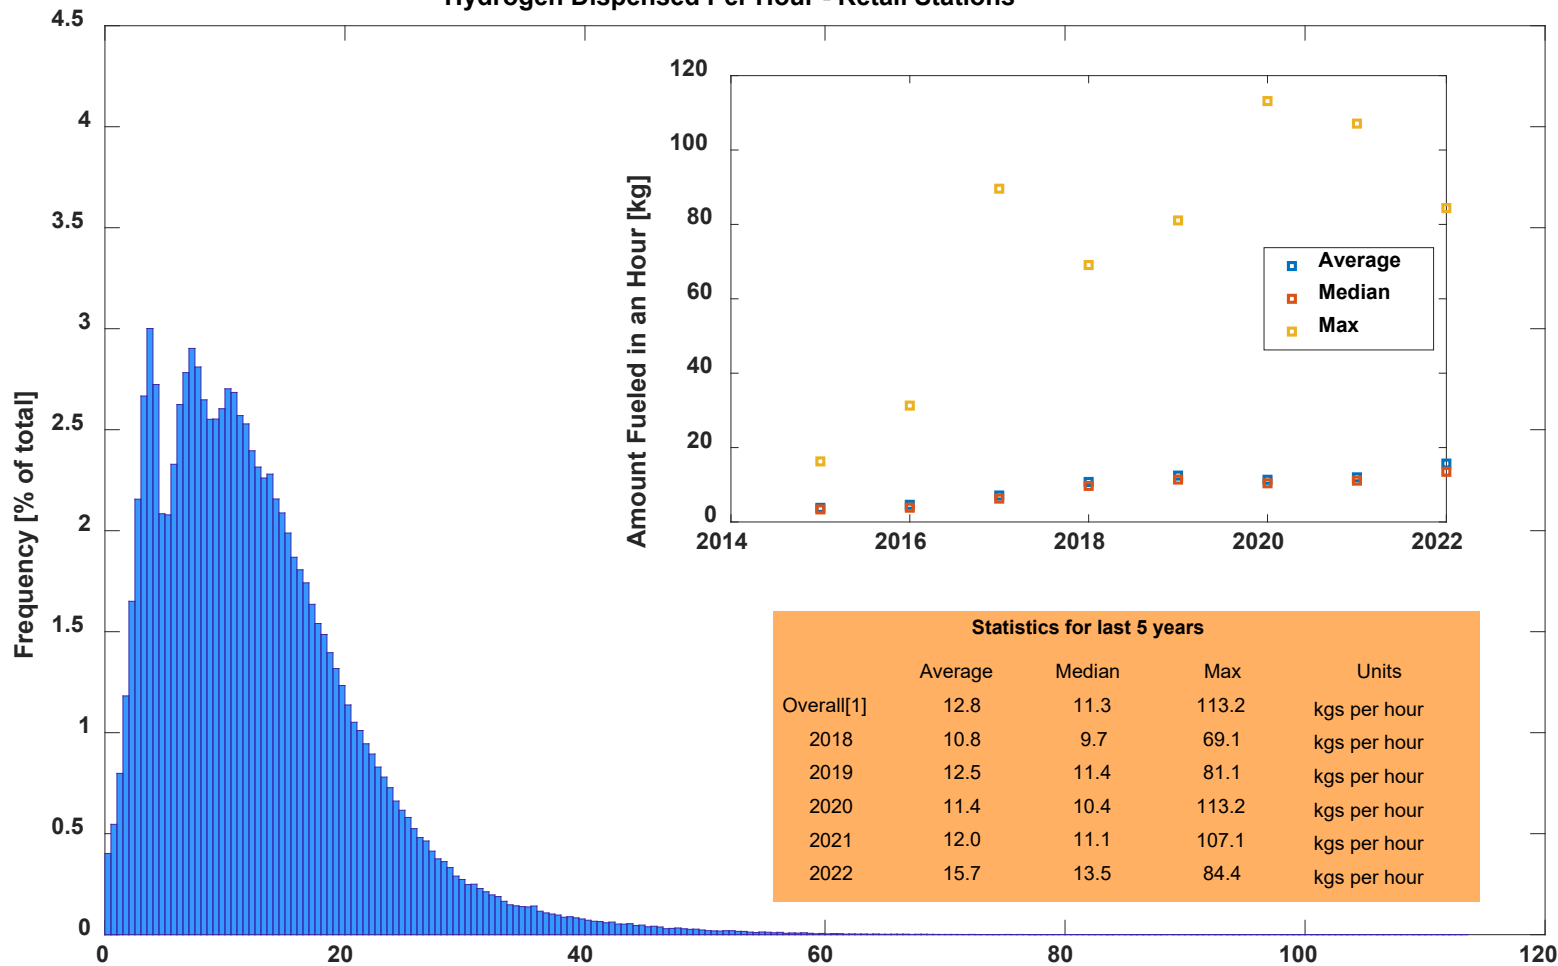 Hydrogen Dispensed Per Hour - Retail Stations
4.5
4
3.5
3
2.5
2
1.5
1
0.5
0
Frequency [% of total]
0 20 40 60 80 100 120
120
100
80
60
40
20
0
Amount Fueled in an Hour [kg]
2014 2016 2018 2020 2022
Average
Median
Max
Statistics for last 5 years
Average Median Max Units
Overall[1] 12.8 11.3 113.2 kgs per hour
2018 10.8 9.7 69.1 kgs per hour
2019 12.5 11.4 81.1 kgs per hour
2020 11.4 10.4 113.2 kgs per hour
2021 12.0 11.1 107.1 kgs per hour
2022 15.7 13.5 84.4 kgs per hour